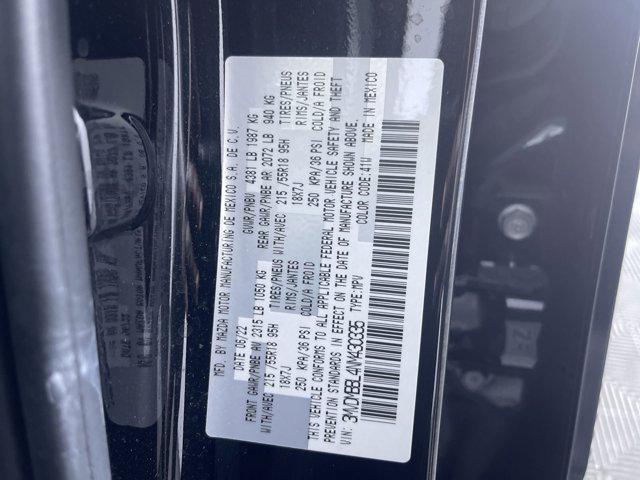 MFD. BY MAZDA MOTOR MANUFACTURING DE MEXICO S.A. DE C.V.
DATE 06/22 GVWR/PNBV 4381 LB 1987 KG
FRONT GAWR/PNBE AV 2315 LB 1050 KG REAR GAWR/PNBE AR 2072 LB 940 KG
WITH/AVEC 215 /55R18 95H TIRES/PNEUS WITH/AVEC 215 /55R18 95H TIRES/PNEUS
18X7J RIMS/JANTES 18X7J RIMS/JANTES
250 KPA/36 PSI COLD/A FROID 250 KPA/36 PSI COLD/A FROID
THIS VEHICLE CONFORMS TO ALL APPLICABLE FEDERAL MOTOR VEHICLE SAFETY AND THEFT
PREVENTION STANDARDS IN EFFECT ON THE DATE OF MANUFACTURE SHOWN ABOVE.
VIN: TYPE:MPV COLOR CODE:41W MADE IN MEXICO